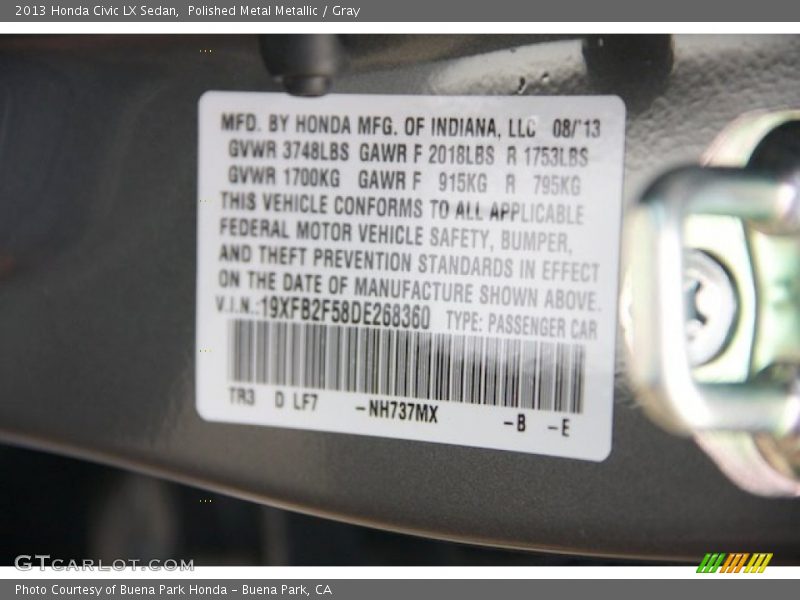 2013 Honda Civic LX Sedan, Polished Metal Metallic / Gray
MFD. BY HONDA MFG. OF INDIANA, LLC 08/'13
GVWR 3748LBS GAWR F 2018LBS R 1753LBS
GVWR 1700KG GAWR F 915KG R 795KG
THIS VEHICLE CONFORMS TO ALL APPLICABLE
FEDERAL MOTOR VEHICLE SAFETY, BUMPER,
AND THEFT PREVENTION STANDARDS IN EFFECT
ON THE DATE OF MANUFACTURE SHOWN ABOVE.
V.I.N.:19XFB2F58DE268360 TYPE: PASSENGER CAR
TR3 D LF7 -NH737MX -B -E
GTCARLOT.COM
Photo Courtesy of Buena Park Honda - Buena Park, CA